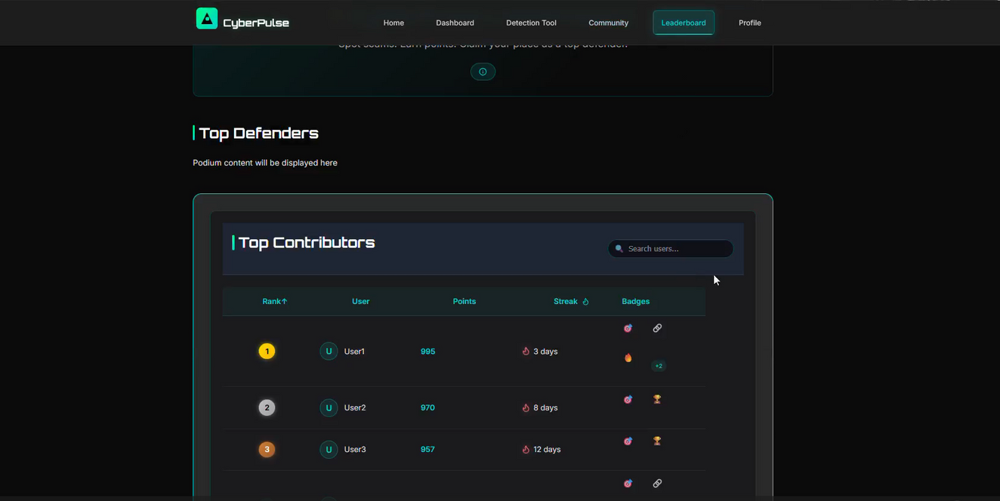 CyberPulse
Home Dashboard Detection Tool Community Leaderboard Profile
Spot scams. Earn points. Claim your place as a top defender.
Top Defenders
Podium content will be displayed here
Top Contributors
Search users...
Rank↑ User Points Streak Badges
1 U User1 995 3 days +2
2 U User2 970 8 days
3 U User3 957 12 days